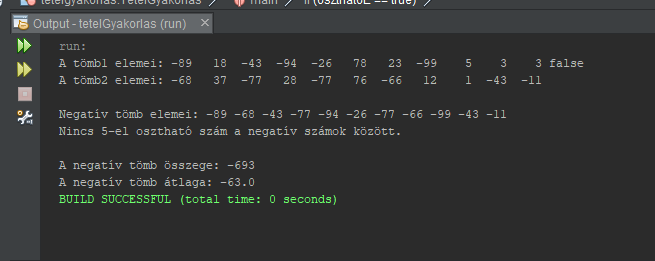 tetelgyakorlas.TetelGyakorlas main if (oszthatoE == true)
Output - tetelGyakorlas (run)
run:
A tömb1 elemei: -89 18 -43 -94 -26 78 23 -99 5 3 3 false
A tömb2 elemei: -68 37 -77 28 -77 76 -66 12 1 -43 -11
Negatív tömb elemei: -89 -68 -43 -77 -94 -26 -77 -66 -99 -43 -11
Nincs 5-el osztható szám a negatív számok között.
A negatív tömb összege: -693
A negatív tömb átlaga: -63.0
BUILD SUCCESSFUL (total time: 0 seconds)